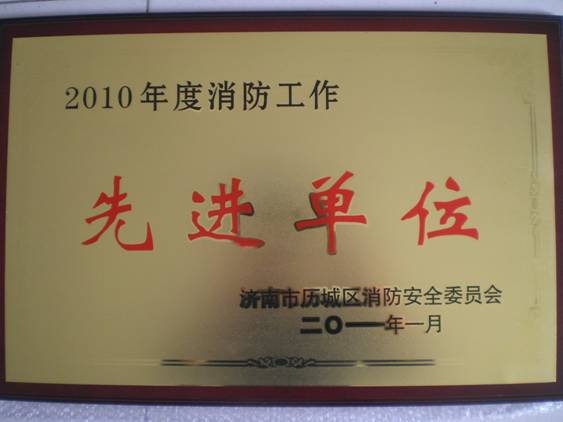 2010年度消防工作
先进单位
济南市历城区消防安全委员会
二〇一一年一月